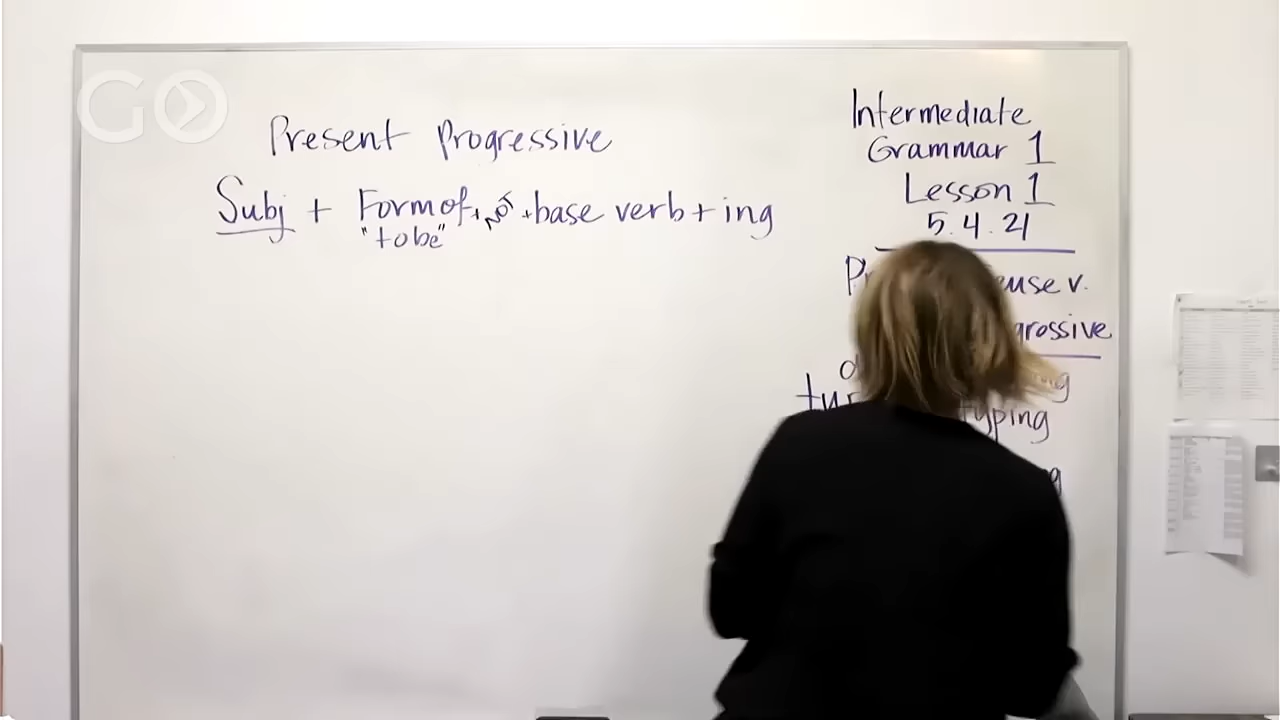 GO
Present Progressive
Subj + Form of + NOT + base verb + ing
"to be"
Intermediate
Grammar 1
Lesson 1
5.4.21
v.
typing